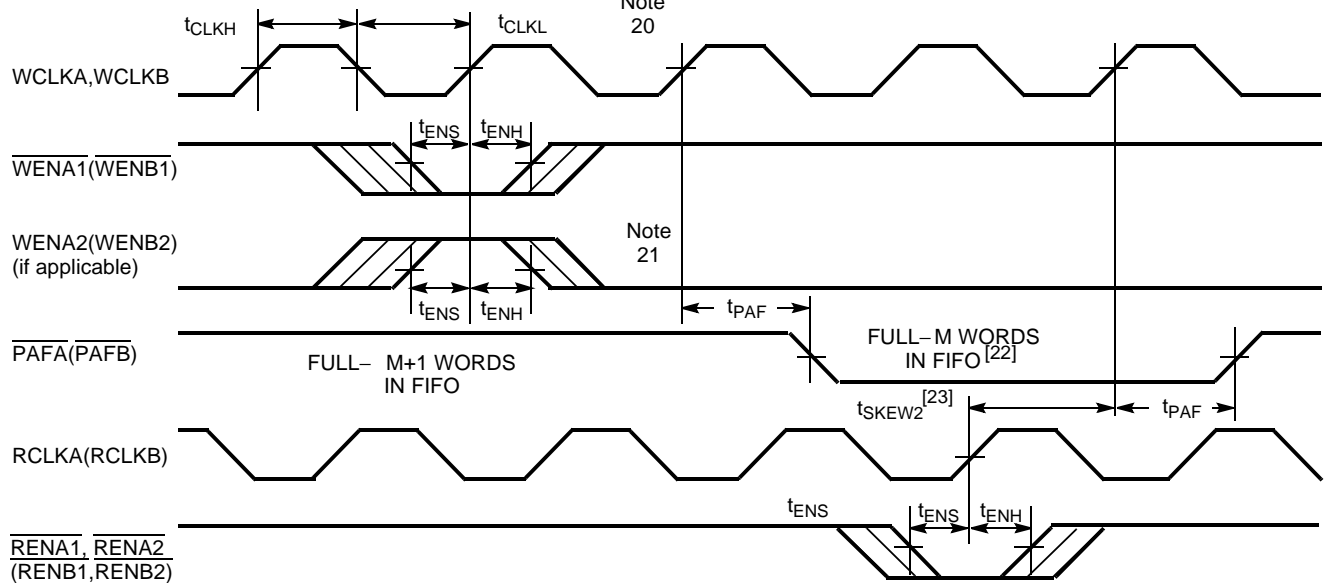 Note
20
tCLKH
tCLKL
WCLKA,WCLKB
tENS tENH
WENA1(WENB1)
WENA2(WENB2)
(if applicable)
Note
21
tENS tENH
tPAF
PAFA(PAFB)
FULL– M+1 WORDS
IN FIFO
FULL–M WORDS
IN FIFO[22]
tSKEW2[23]
tPAF
RCLKA(RCLKB)
tENS
tENS tENH
RENA1, RENA2
(RENB1,RENB2)